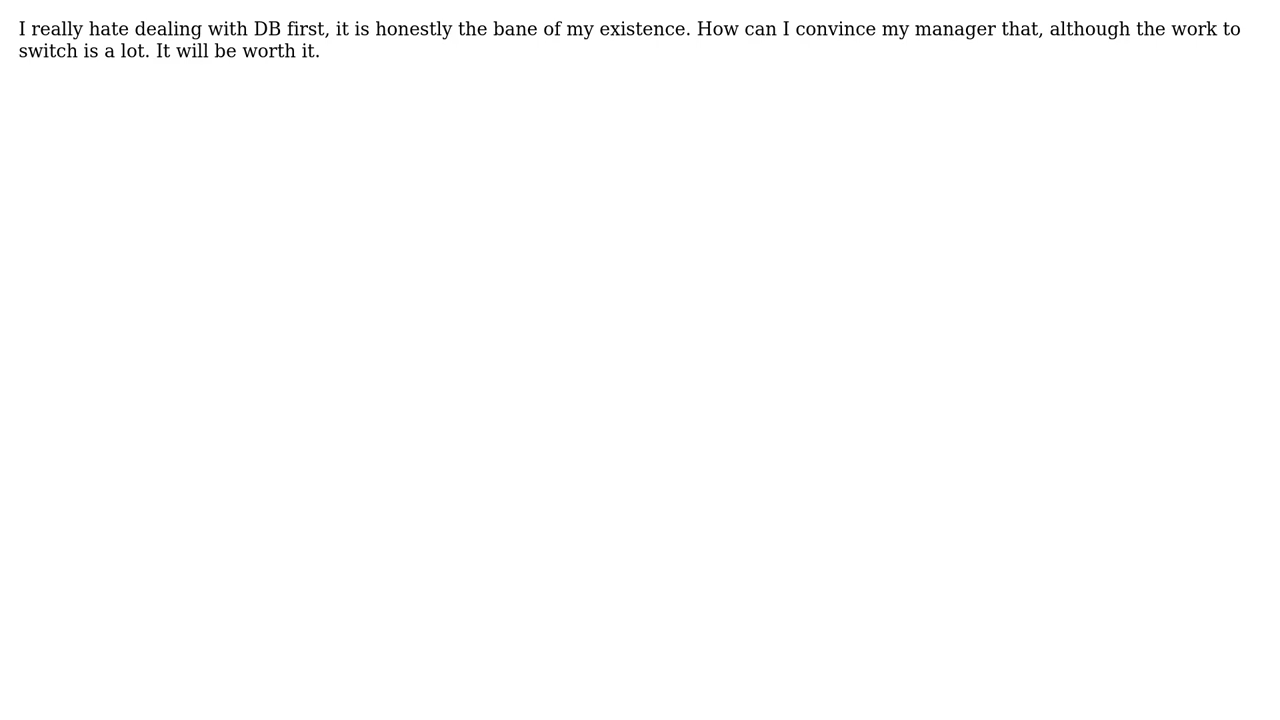 I really hate dealing with DB first, it is honestly the bane of my existence. How can I convince my manager that, although the work to
switch is a lot. It will be worth it.